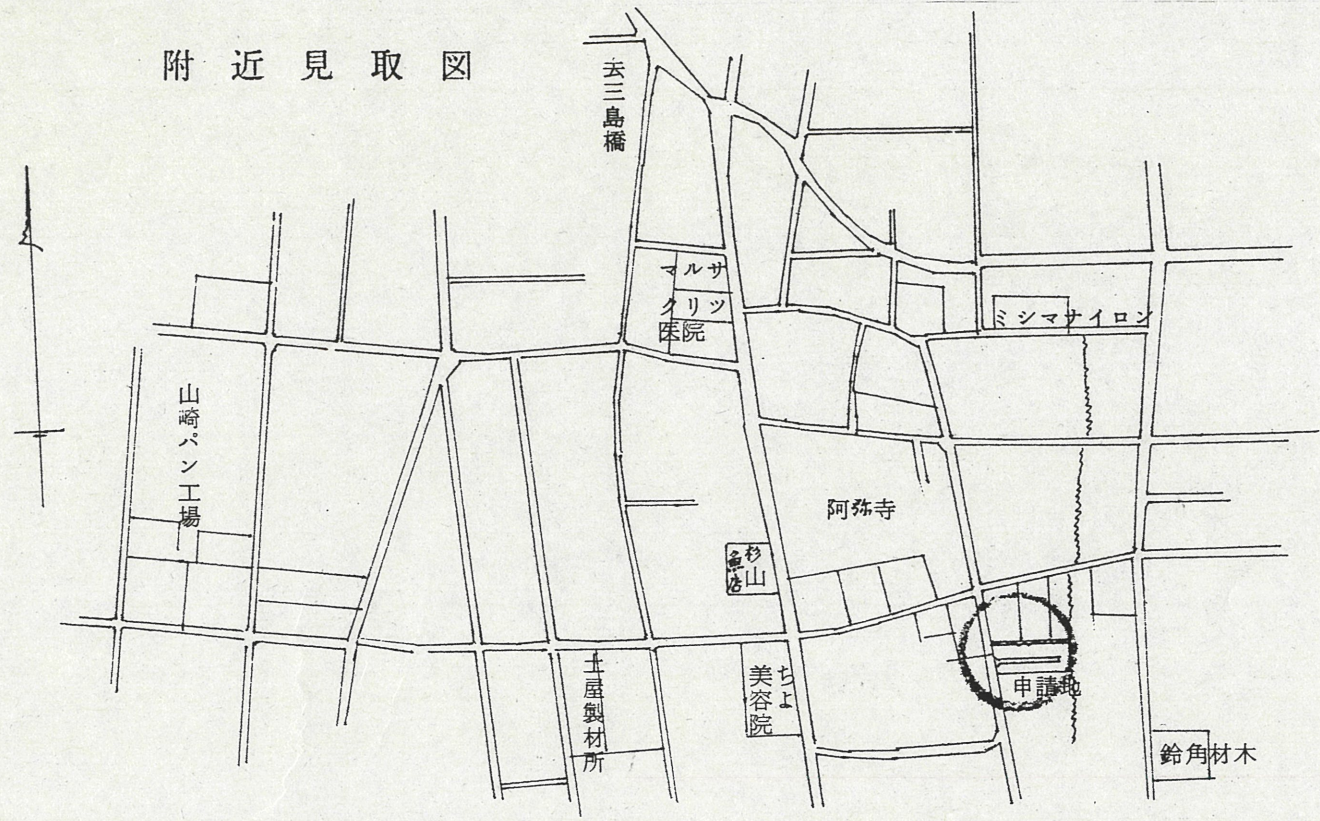 附近見取図
去三島橋
マルサ
クリツ
医院
ミシマナイロン
山崎パン工場
阿弥寺
杉山
魚店
土屋製材所
ちよ
美容院
申請地
鈴角材木